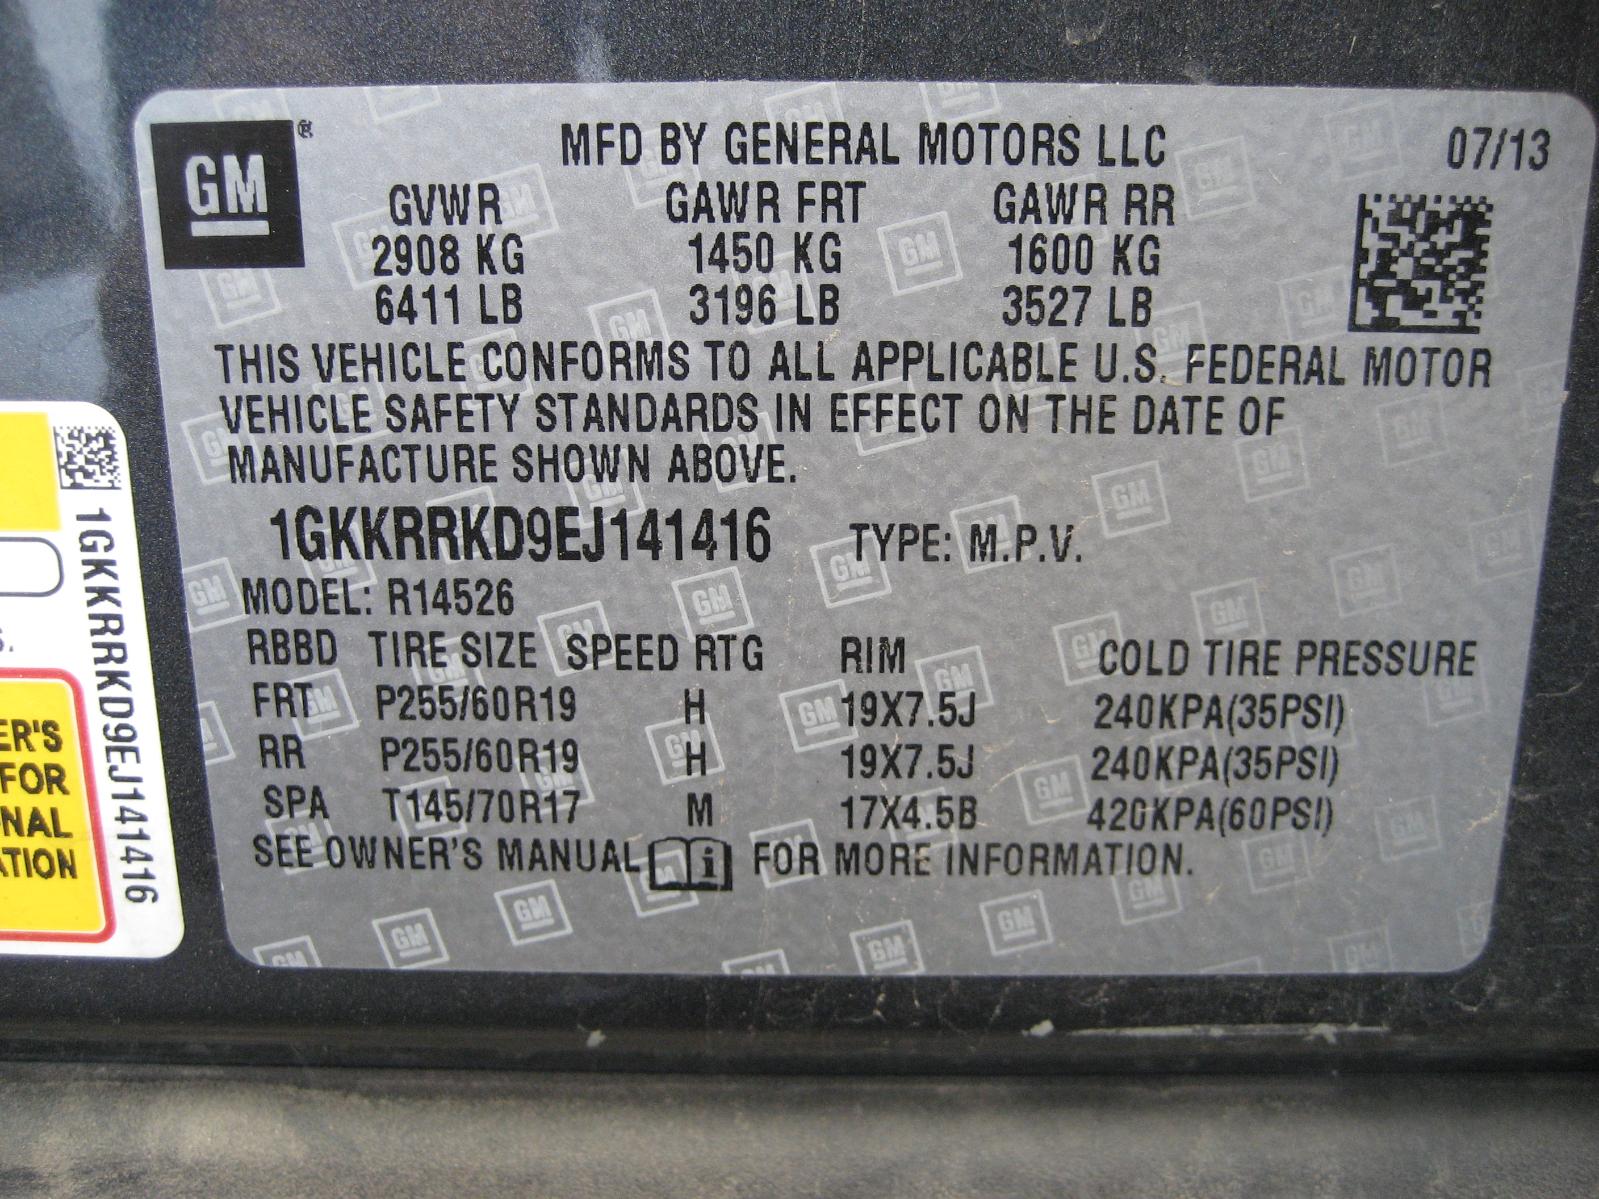 GM ®
MFD BY GENERAL MOTORS LLC 07/13
GVWR GAWR FRT GAWR RR
2908 KG 1450 KG 1600 KG
6411 LB 3196 LB 3527 LB
THIS VEHICLE CONFORMS TO ALL APPLICABLE U.S. FEDERAL MOTOR
VEHICLE SAFETY STANDARDS IN EFFECT ON THE DATE OF
MANUFACTURE SHOWN ABOVE.
1GKKRRKD9EJ141416 TYPE: M.P.V.
MODEL: R14526
RBBD TIRE SIZE SPEED RTG RIM COLD TIRE PRESSURE
FRT P255/60R19 H 19X7.5J 240KPA(35PSI)
RR P255/60R19 H 19X7.5J 240KPA(35PSI)
SPA T145/70R17 M 17X4.5B 420KPA(60PSI)
SEE OWNER'S MANUAL i FOR MORE INFORMATION.
1GKKRRKD9EJ141416
S.
ER'S
FOR
NAL
ATION